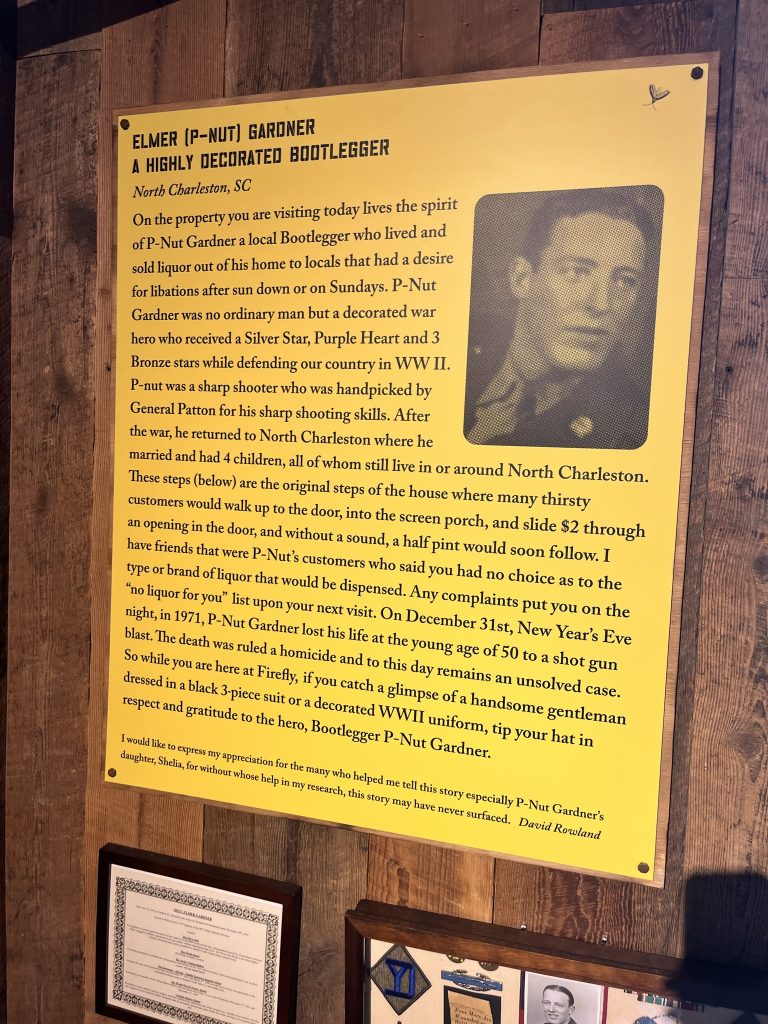 ELMER (P-NUT) GARDNER
A HIGHLY DECORATED BOOTLEGGER
North Charleston, SC
On the property you are visiting today lives the spirit
of P-Nut Gardner a local Bootlegger who lived and
sold liquor out of his home to locals that had a desire
for libations after sun down or on Sundays. P-Nut
Gardner was no ordinary man but a decorated war
hero who received a Silver Star, Purple Heart and 3
Bronze stars while defending our country in WW II.
P-nut was a sharp shooter who was handpicked by
General Patton for his sharp shooting skills. After
the war, he returned to North Charleston where he
married and had 4 children, all of whom still live in or around North Charleston.
These steps (below) are the original steps of the house where many thirsty
customers would walk up to the door, into the screen porch, and slide $2 through
an opening in the door, and without a sound, a half pint would soon follow. I
have friends that were P-Nut's customers who said you had no choice as to the
type or brand of liquor that would be dispensed. Any complaints put you on the
"no liquor for you" list upon your next visit. On December 31st, New Year's Eve
night, in 1971, P-Nut Gardner lost his life at the young age of 50 to a shot gun
blast. The death was ruled a homicide and to this day remains an unsolved case.
So while you are here at Firefly, if you catch a glimpse of a handsome gentleman
dressed in a black 3-piece suit or a decorated WWII uniform, tip your hat in
respect and gratitude to the hero, Bootlegger P-Nut Gardner.
I would like to express my appreciation for the many who helped me tell this story especially P-Nut Gardner's
daughter, Shelia, for without whose help in my research, this story may have never surfaced. David Rowland
SGT. ELMER GARDNER
Four More Are